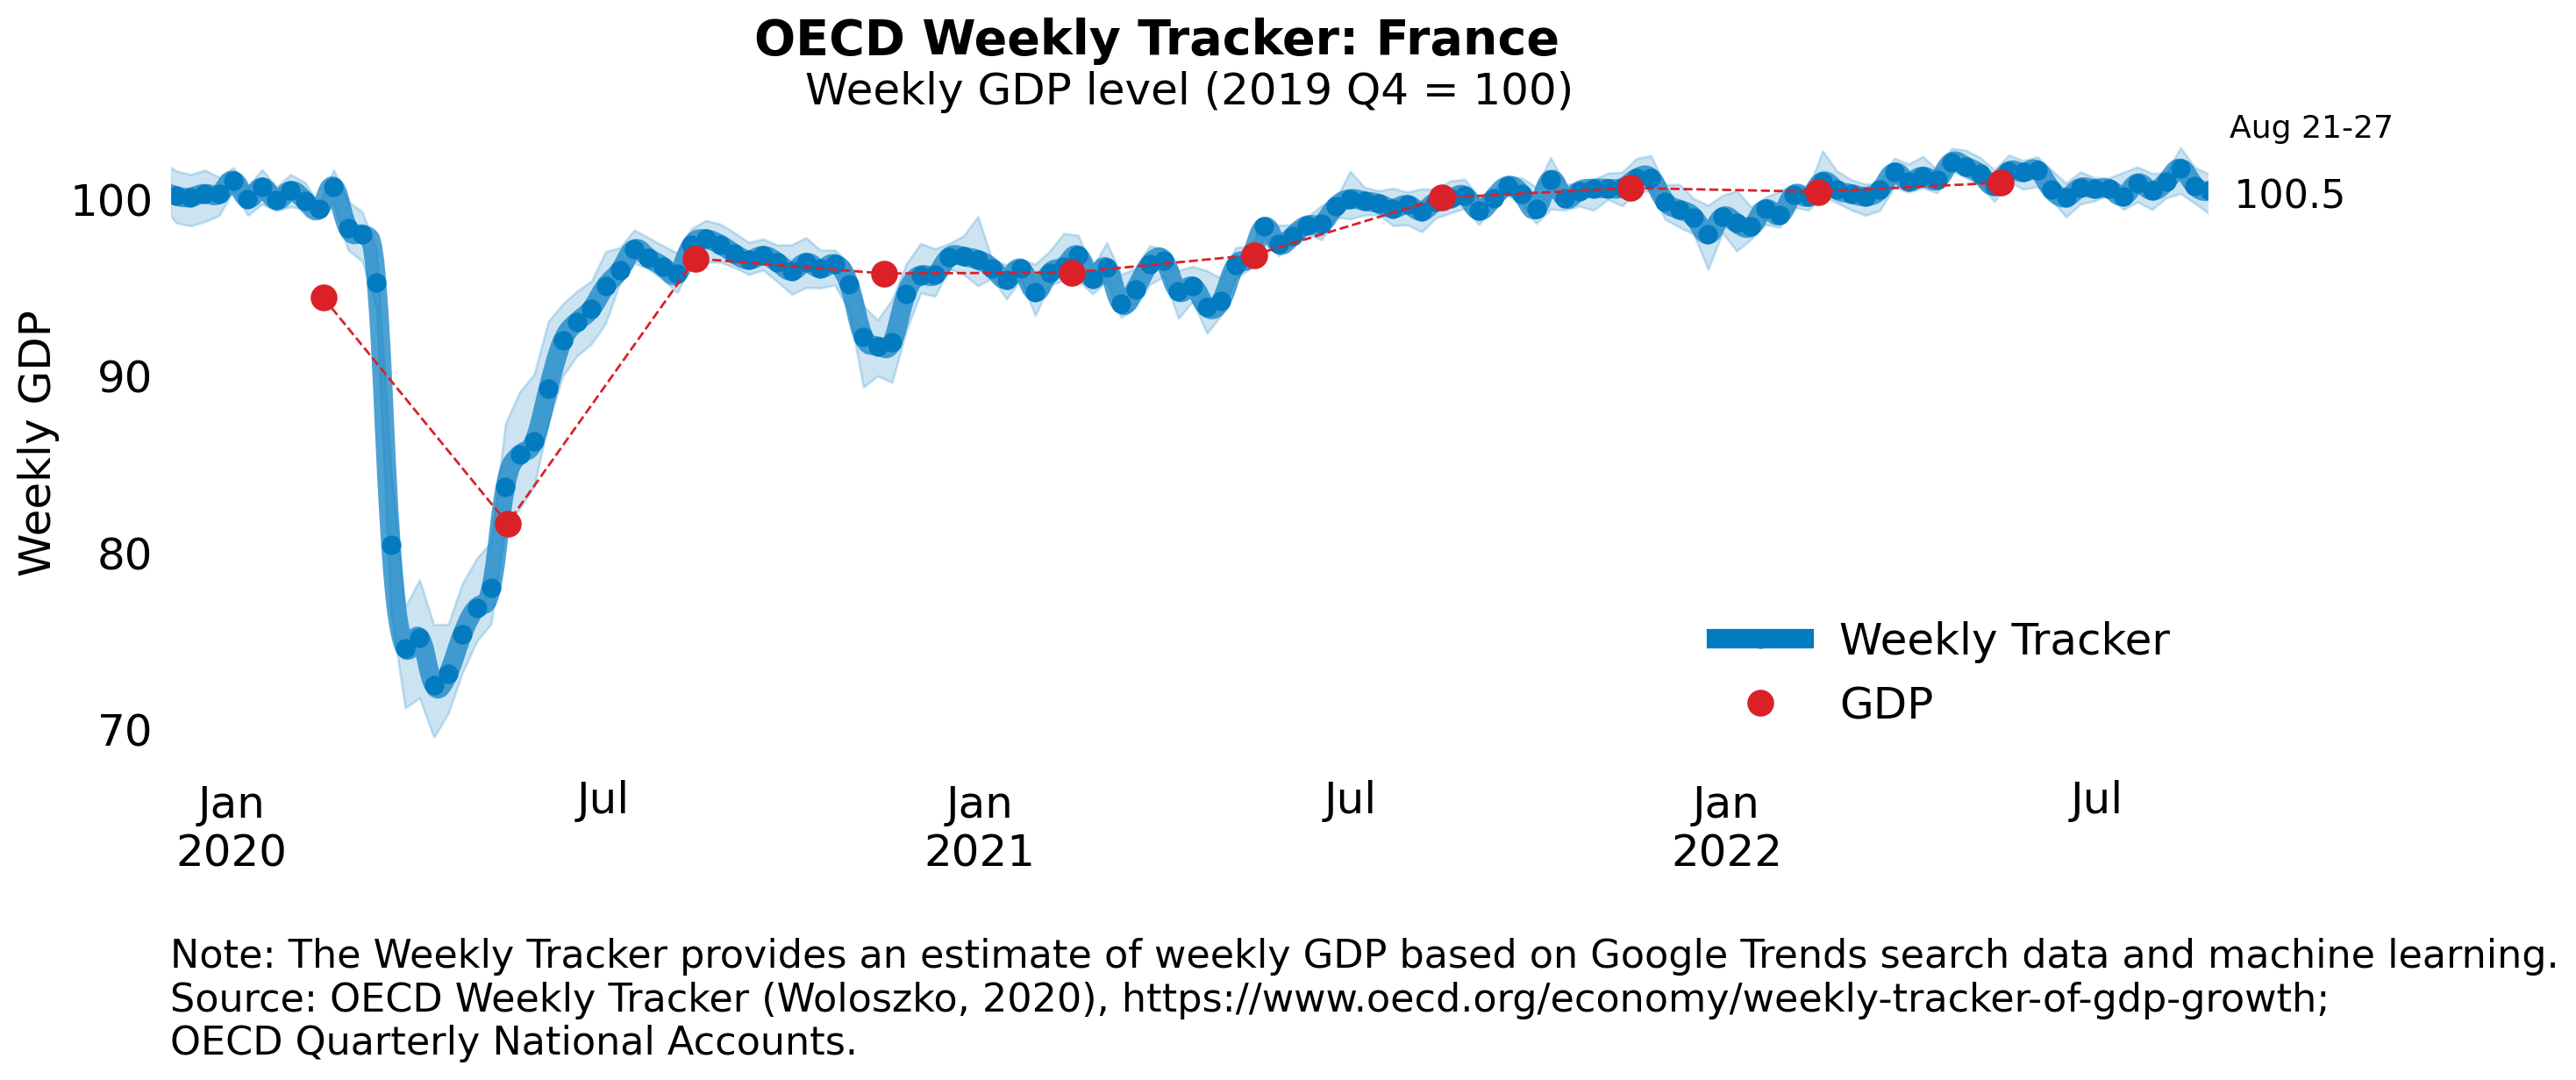 OECD Weekly Tracker: France
Weekly GDP level (2019 Q4 = 100)
Aug 21-27
100.5
Weekly GDP
100
90
80
70
Weekly Tracker
GDP
Jan
2020
Jul
Jan
2021
Jul
Jan
2022
Jul
Note: The Weekly Tracker provides an estimate of weekly GDP based on Google Trends search data and machine learning.
Source: OECD Weekly Tracker (Woloszko, 2020), https://www.oecd.org/economy/weekly-tracker-of-gdp-growth;
OECD Quarterly National Accounts.